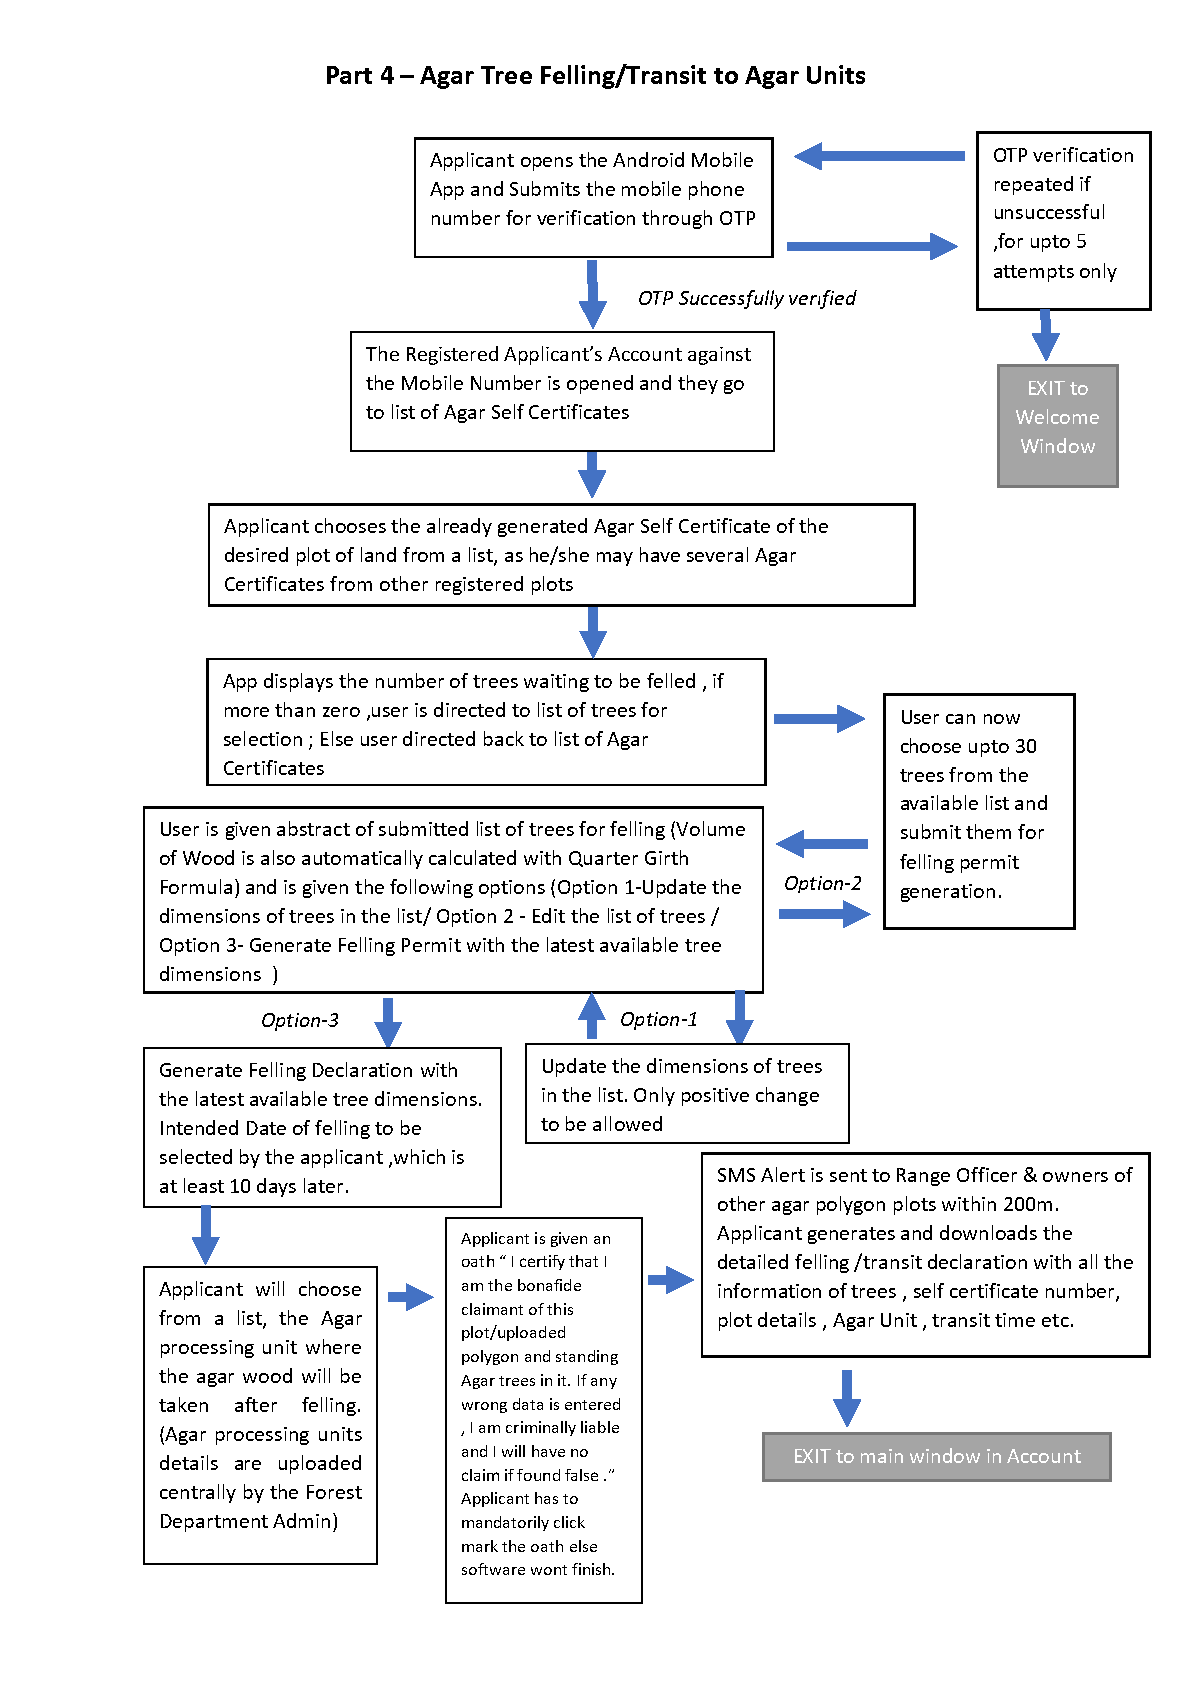 Part 4 – Agar Tree Felling/Transit to Agar Units
Applicant opens the Android Mobile
App and Submits the mobile phone
number for verification through OTP
OTP verification
repeated if
unsuccessful
,for upto 5
attempts only
OTP Successfully verified
EXIT to
Welcome
Window
The Registered Applicant’s Account against
the Mobile Number is opened and they go
to list of Agar Self Certificates
Applicant chooses the already generated Agar Self Certificate of the
desired plot of land from a list, as he/she may have several Agar
Certificates from other registered plots
App displays the number of trees waiting to be felled , if
more than zero ,user is directed to list of trees for
selection ; Else user directed back to list of Agar
Certificates
User can now
choose upto 30
trees from the
available list and
submit them for
felling permit
generation.
User is given abstract of submitted list of trees for felling (Volume
of Wood is also automatically calculated with Quarter Girth
Formula) and is given the following options (Option 1-Update the
dimensions of trees in the list/ Option 2 - Edit the list of trees /
Option 3- Generate Felling Permit with the latest available tree
dimensions  )
Option-2
Option-3
Option-1
Generate Felling Declaration with
the latest available tree dimensions.
Intended Date of felling to be
selected by the applicant ,which is
at least 10 days later.
Update the dimensions of trees
in the list. Only positive change
to be allowed
Applicant will choose
from a list, the Agar
processing unit where
the agar wood will be
taken after felling.
(Agar processing units
details are uploaded
centrally by the Forest
Department Admin)
Applicant is given an
oath “ I certify that I
am the bonafide
claimant of this
plot/uploaded
polygon and standing
Agar trees in it. If any
wrong data is entered
, I am criminally liable
and I will have no
claim if found false .”
Applicant has to
mandatorily click
mark the oath else
software wont finish.
SMS Alert is sent to Range Officer & owners of
other agar polygon plots within 200m.
Applicant generates and downloads the
detailed felling /transit declaration with all the
information of trees , self certificate number,
plot details , Agar Unit , transit time etc.
EXIT to main window in Account